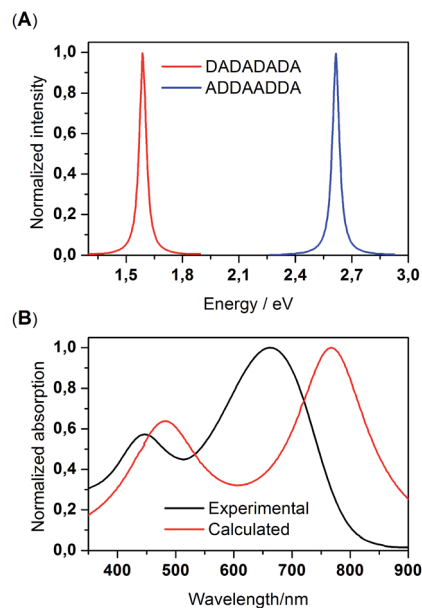 (A)
1,0
0,8
0,6
0,4
0,2
0,0
Normalized intensity
DADADADA
ADDAADDA
1,5 1,8 2,1 2,4 2,7 3,0
Energy / eV
(B)
1,0
0,8
0,6
0,4
0,2
0,0
Normalized absorption
Experimental
Calculated
400 500 600 700 800 900
Wavelength/nm